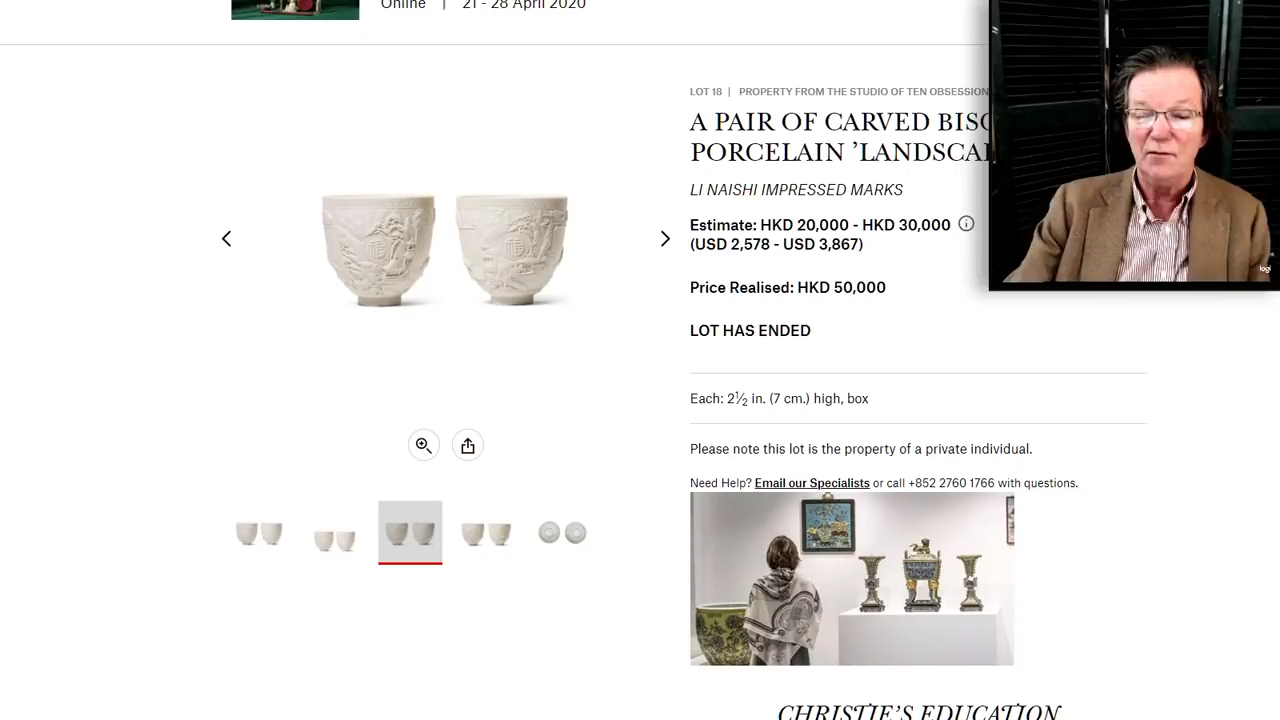 Online | 21 - 28 April 2020
LOT 18 | PROPERTY FROM THE STUDIO OF TEN
A PAIR OF CARVED
PORCELAIN
LI NAISHI IMPRESSED MARKS
Estimate: HKD 20,000 - HKD 30,000
(USD 2,578 - USD 3,867)
Price Realised: HKD 50,000
LOT HAS ENDED
Each: 2½ in. (7 cm.) high, box
Please note this lot is the property of a private individual.
Need Help? Email our Specialists or call +852 2760 1766 with questions.
CHRISTIE'S EDUCATION
logi